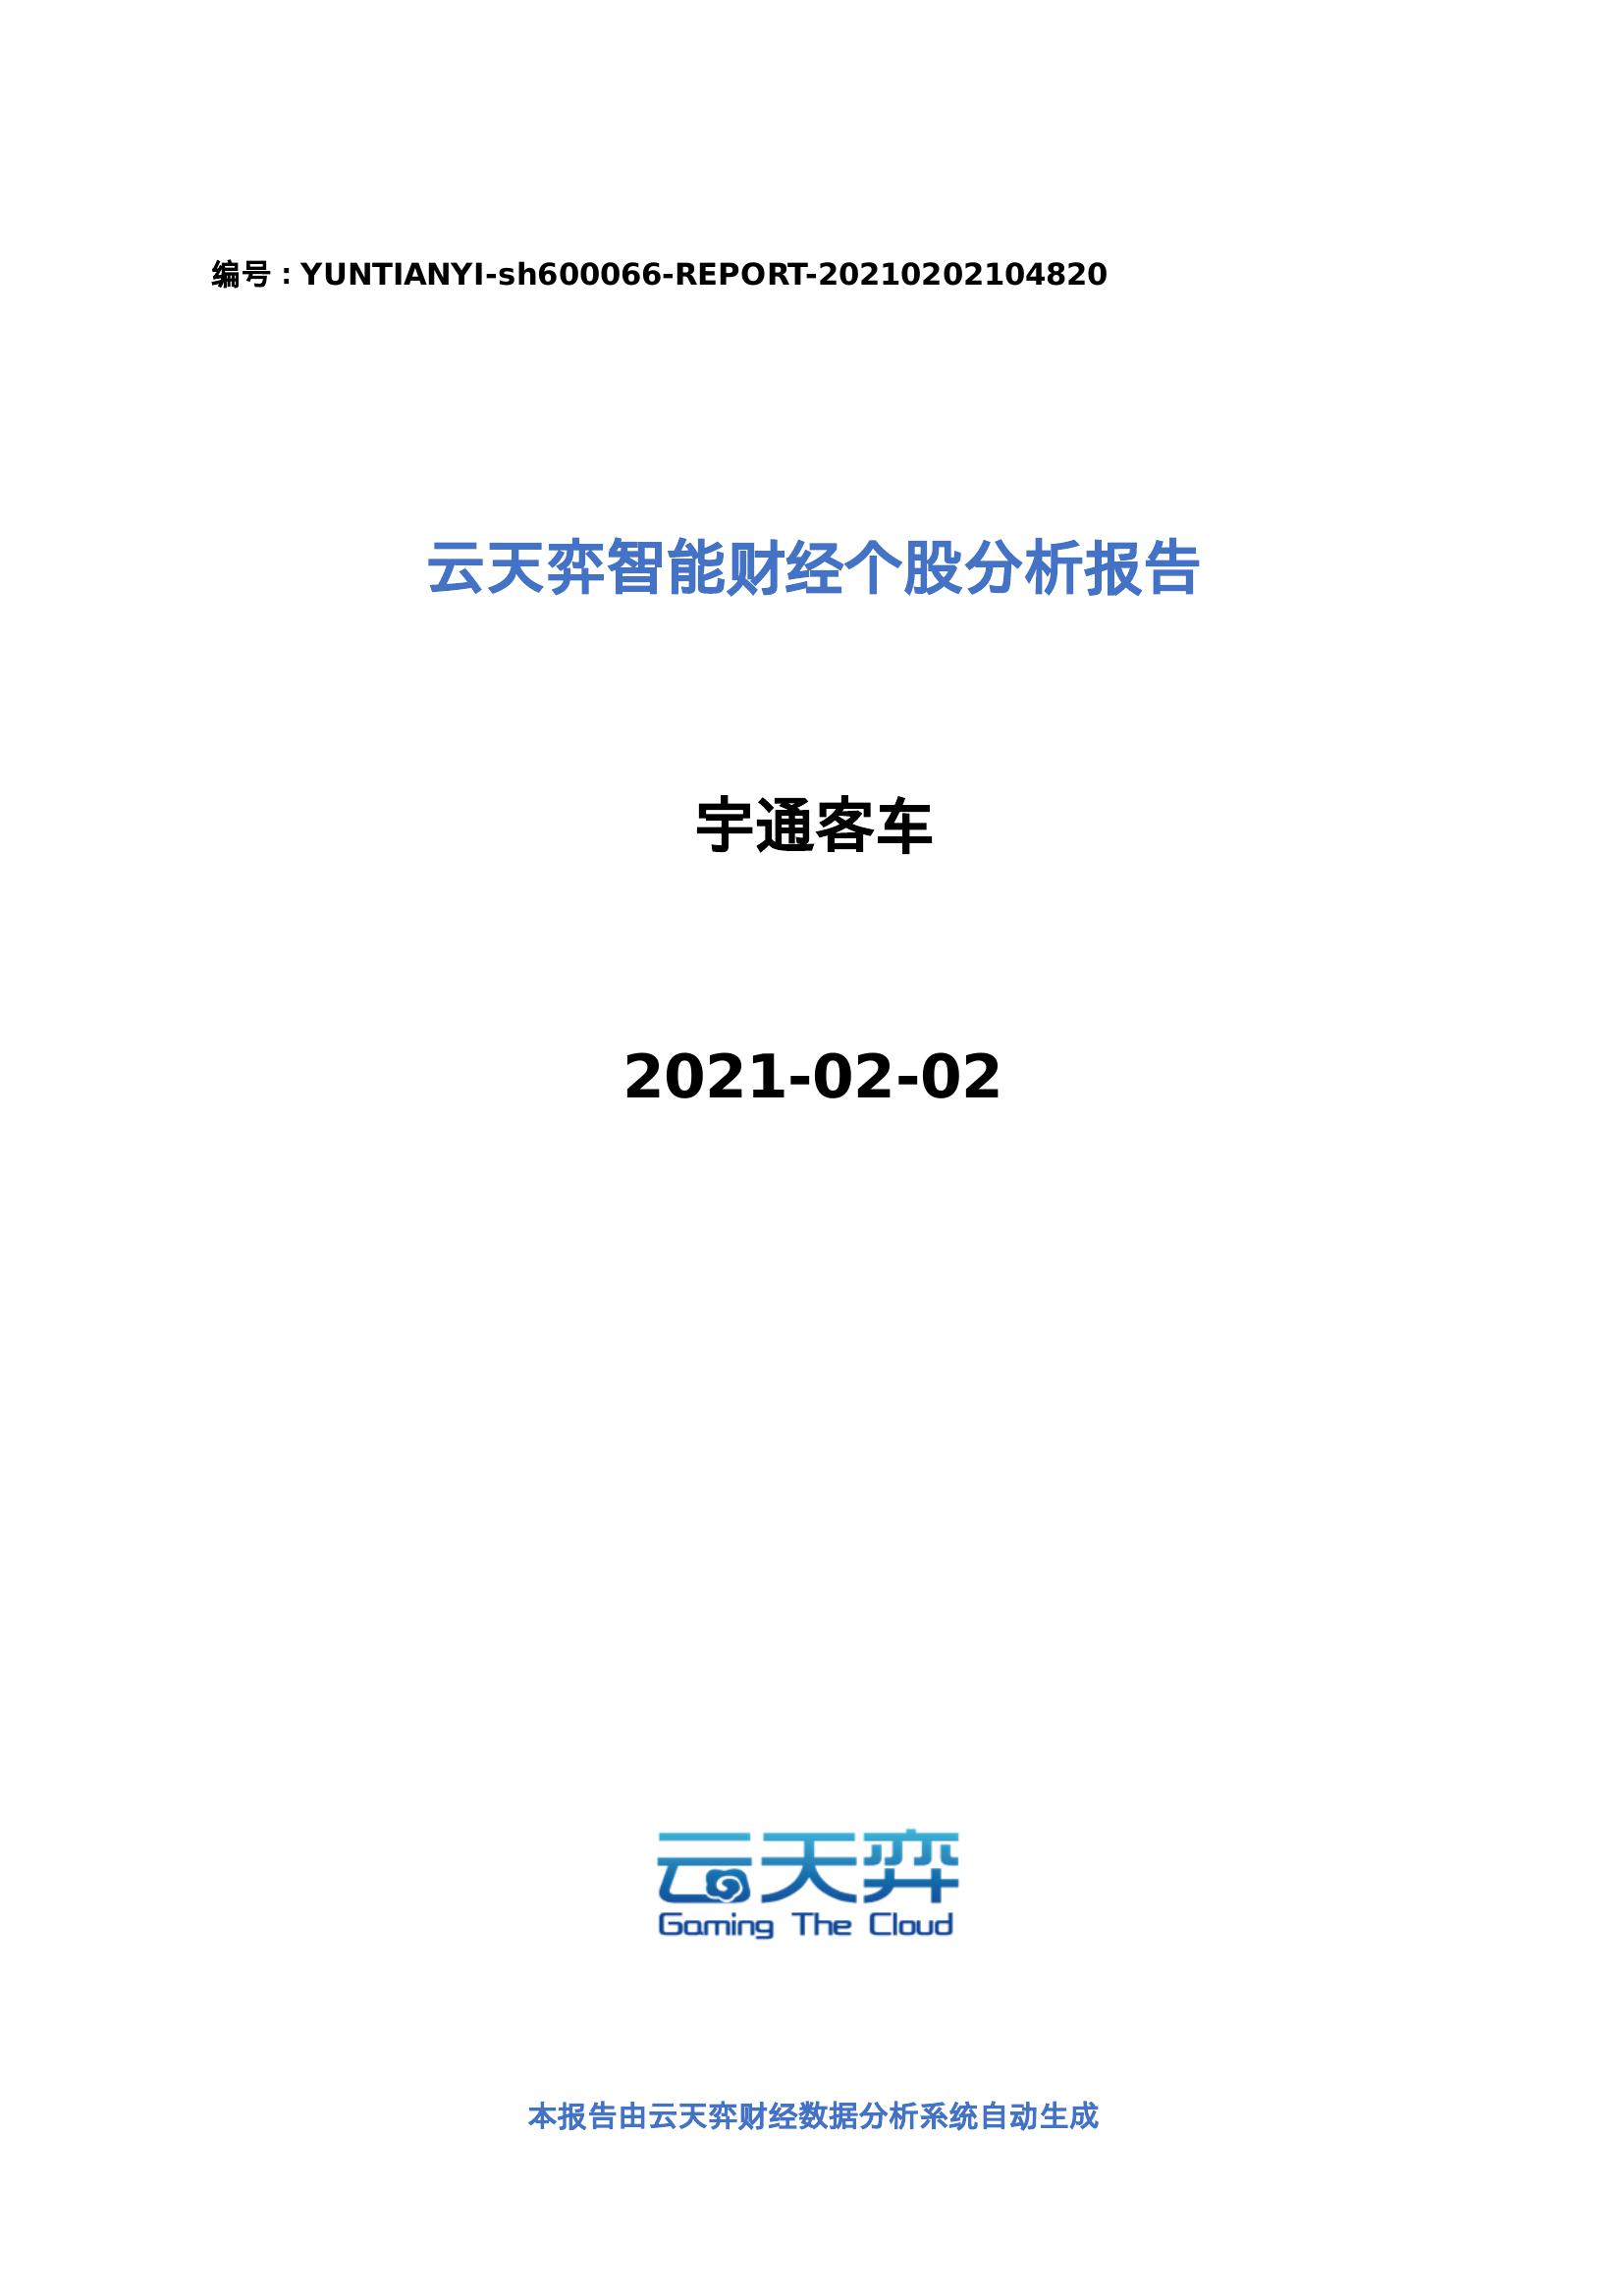 编号：YUNTIANYI-sh600066-REPORT-20210202104820
云天弈智能财经个股分析报告
宇通客车
2021-02-02
云天弈
Gaming The Cloud
本报告由云天弈财经数据分析系统自动生成